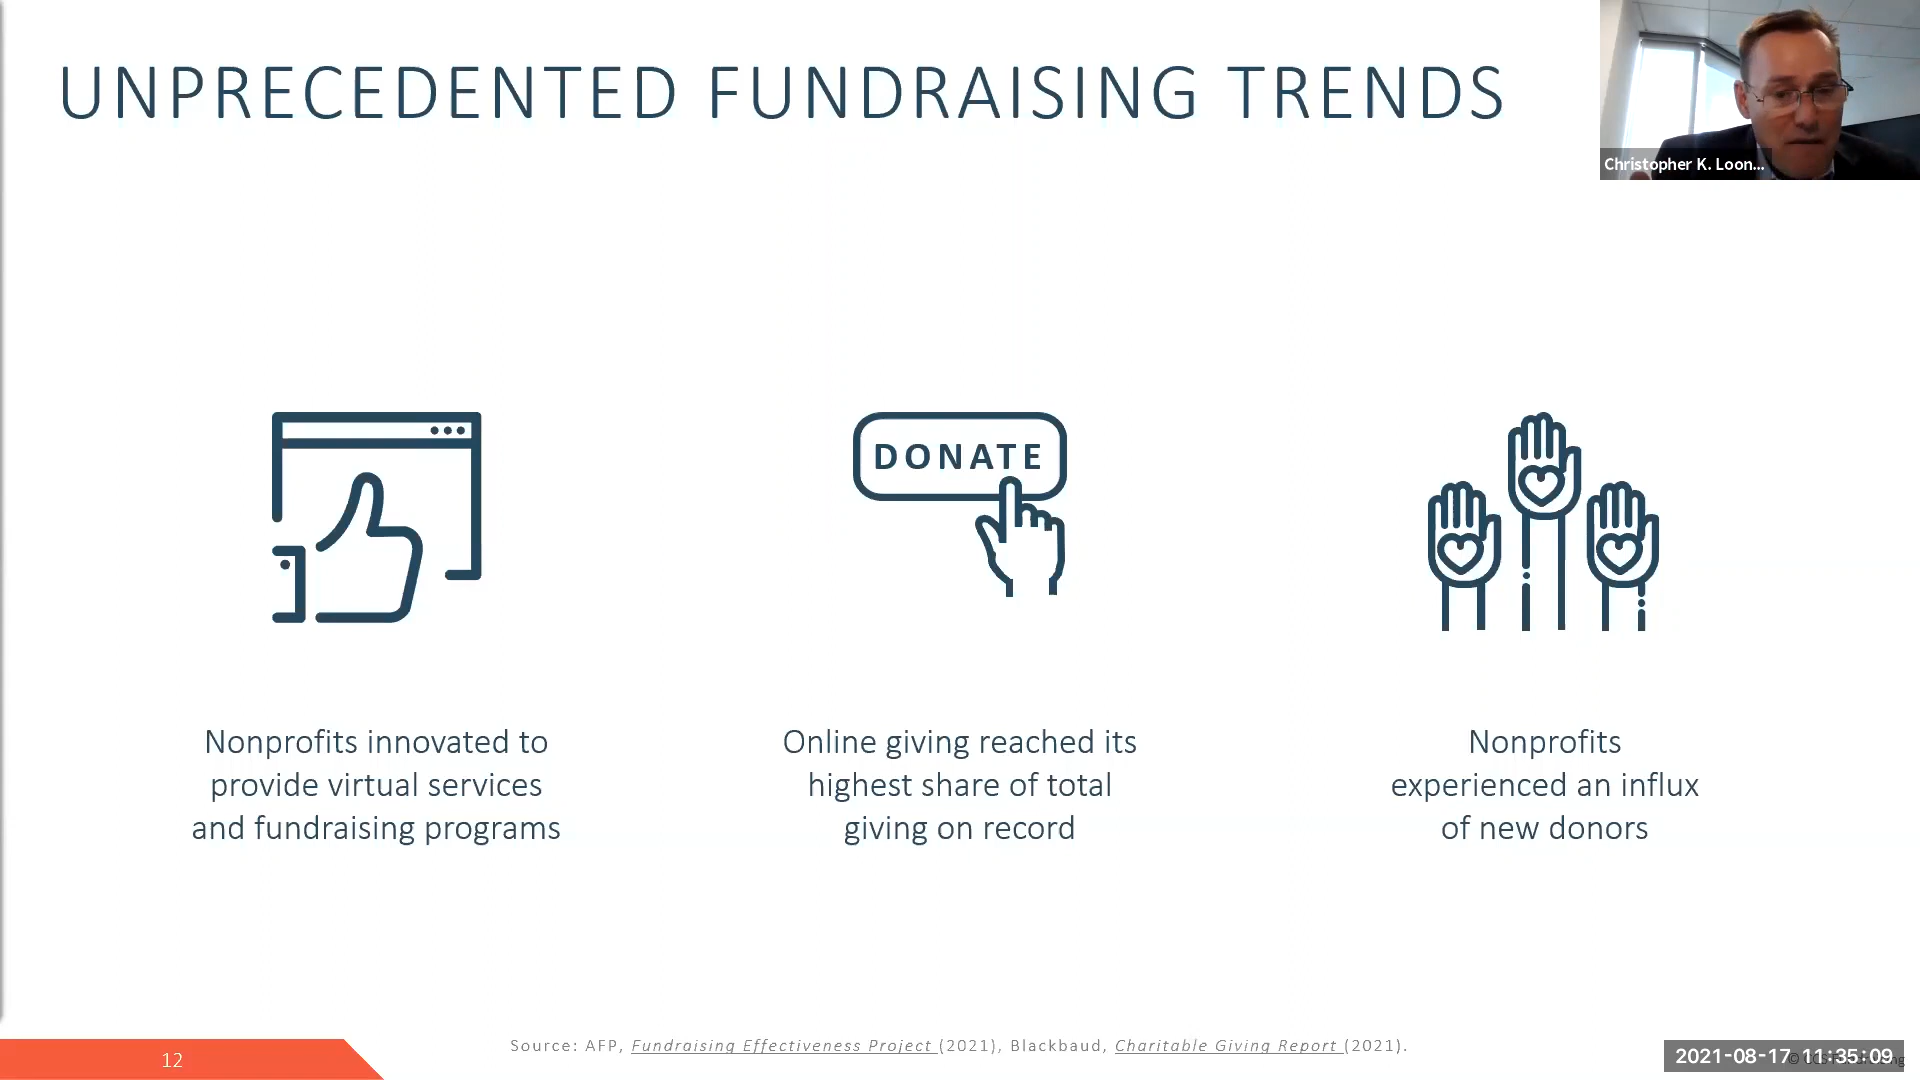 UNPRECEDENTED FUNDRAISING TRENDS
Christopher K. Loon...
DONATE
Nonprofits innovated to
provide virtual services
and fundraising programs
Online giving reached its
highest share of total
giving on record
Nonprofits
experienced an influx
of new donors
12
Source: AFP, Fundraising Effectiveness Project (2021), Blackbaud, Charitable Giving Report (2021).
2021-08-17 11:35:09